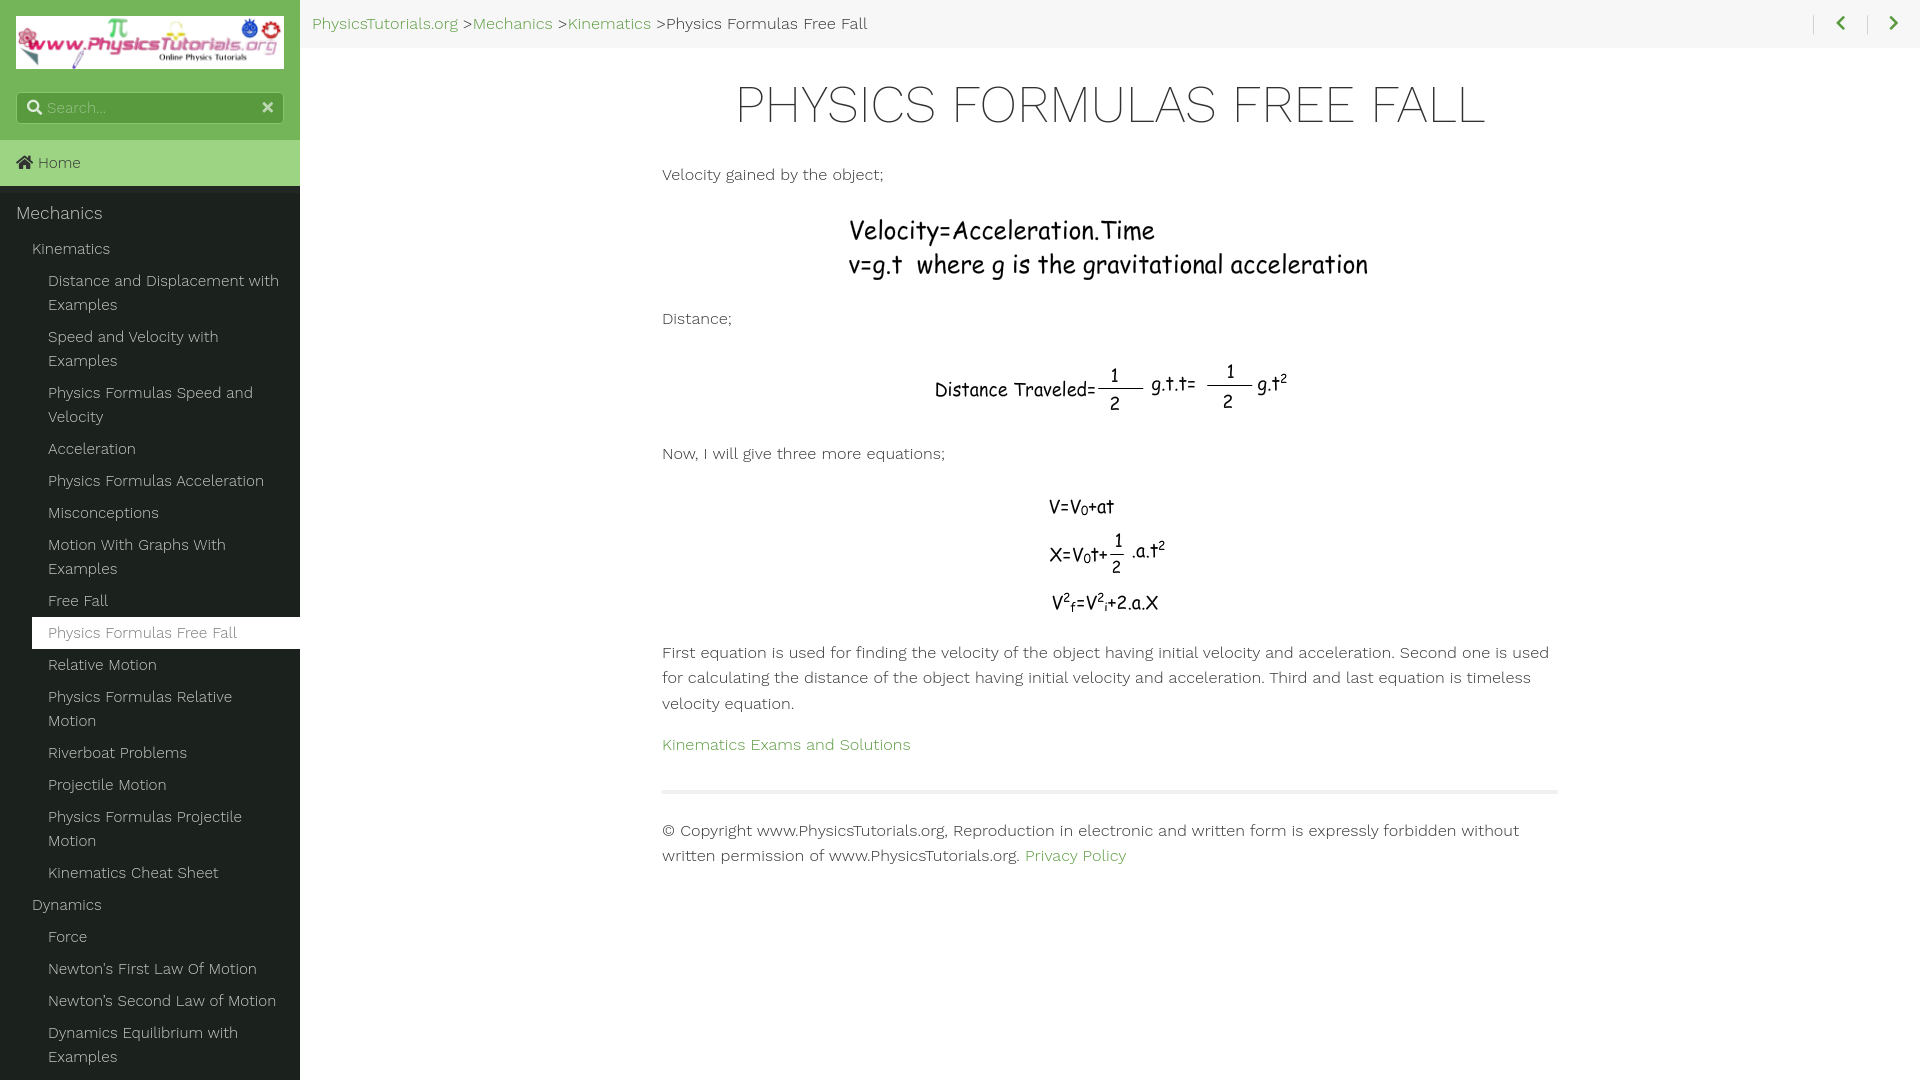 www.PhysicsTutorials.org
Online Physics Tutorials
Search...
Home
Mechanics
Kinematics
Distance and Displacement with
Examples
Speed and Velocity with
Examples
Physics Formulas Speed and
Velocity
Acceleration
Physics Formulas Acceleration
Misconceptions
Motion With Graphs With
Examples
Free Fall
Physics Formulas Free Fall
Relative Motion
Physics Formulas Relative
Motion
Riverboat Problems
Projectile Motion
Physics Formulas Projectile
Motion
Kinematics Cheat Sheet
Dynamics
Force
Newton's First Law Of Motion
Newton's Second Law of Motion
Dynamics Equilibrium with
Examples
PhysicsTutorials.org >Mechanics >Kinematics >Physics Formulas Free Fall
PHYSICS FORMULAS FREE FALL
Velocity gained by the object;
Velocity=Acceleration.Time
v=g.t where g is the gravitational acceleration
Distance;
Distance Traveled=1/2 g.t.t= 1/2 g.t²
Now, I will give three more equations;
V=V₀+at
X=V₀t+1/2 .a.t²
V²f=V²i+2.a.X
First equation is used for finding the velocity of the object having initial velocity and acceleration. Second one is used
for calculating the distance of the object having initial velocity and acceleration. Third and last equation is timeless
velocity equation.
Kinematics Exams and Solutions
© Copyright www.PhysicsTutorials.org, Reproduction in electronic and written form is expressly forbidden without
written permission of www.PhysicsTutorials.org. Privacy Policy